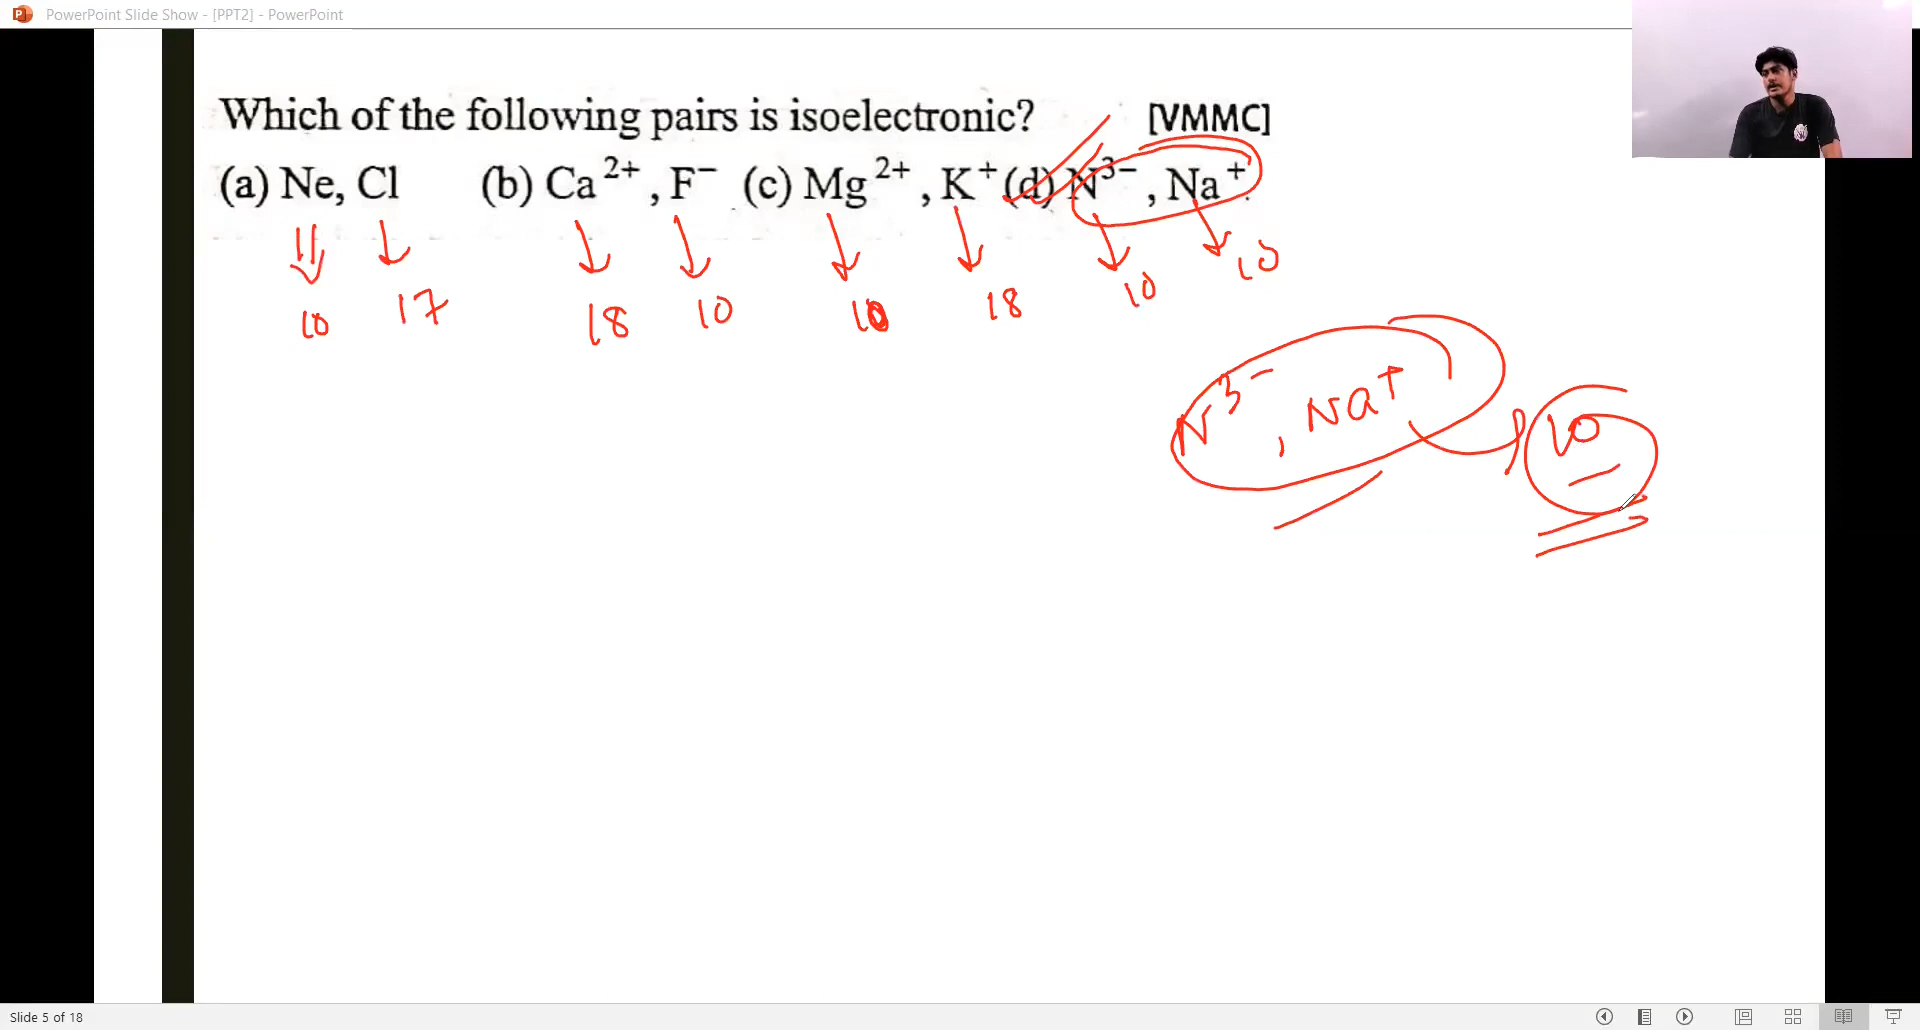 PowerPoint Slide Show - [PPT2] - PowerPoint
Which of the following pairs is isoelectronic? [VMMC]
(a) Ne, Cl (b) Ca²⁺, F⁻ (c) Mg²⁺, K⁺ (d) N³⁻, Na⁺.
10 17 18 10 10 18 10 10
N³⁻, Na⁺ 10
Slide 5 of 18